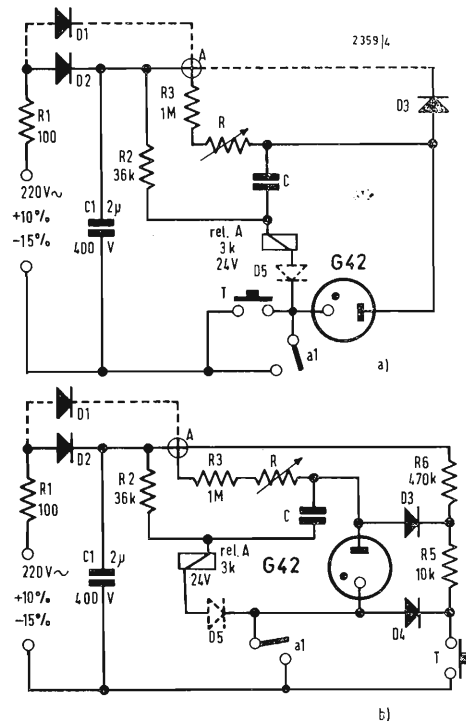 D1
A
2359/4
D2
R3
1M
D3
R1
100
R
R2
36k
C
220V~
+10%
-15%
C1
2µ
400 V
rel. A
3k
24V
D5
G42
T
a1
a)
D1
A
D2
R3
1M
R
R6
470k
R1
100
R2
36k
C
D3
220V~
+10%
-15%
C1
2µ
400 V
rel. A
3k
24V
G42
R5
10k
D5
a1
D4
T
b)